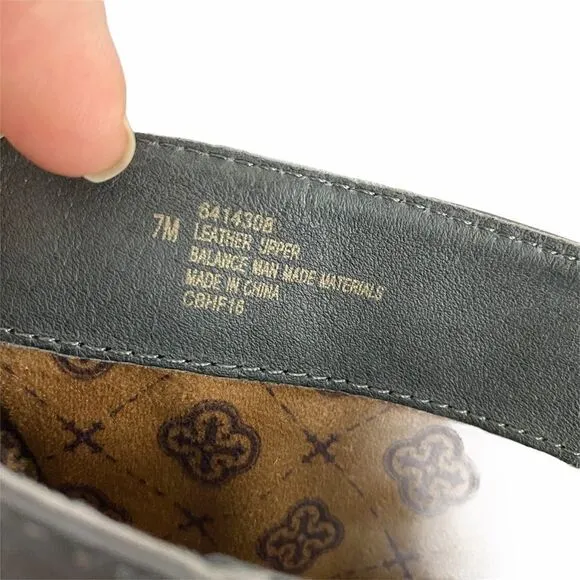 7M
8414308
LEATHER UPPER
BALANCE MAN MADE MATERIALS
MADE IN CHINA
CBHF16